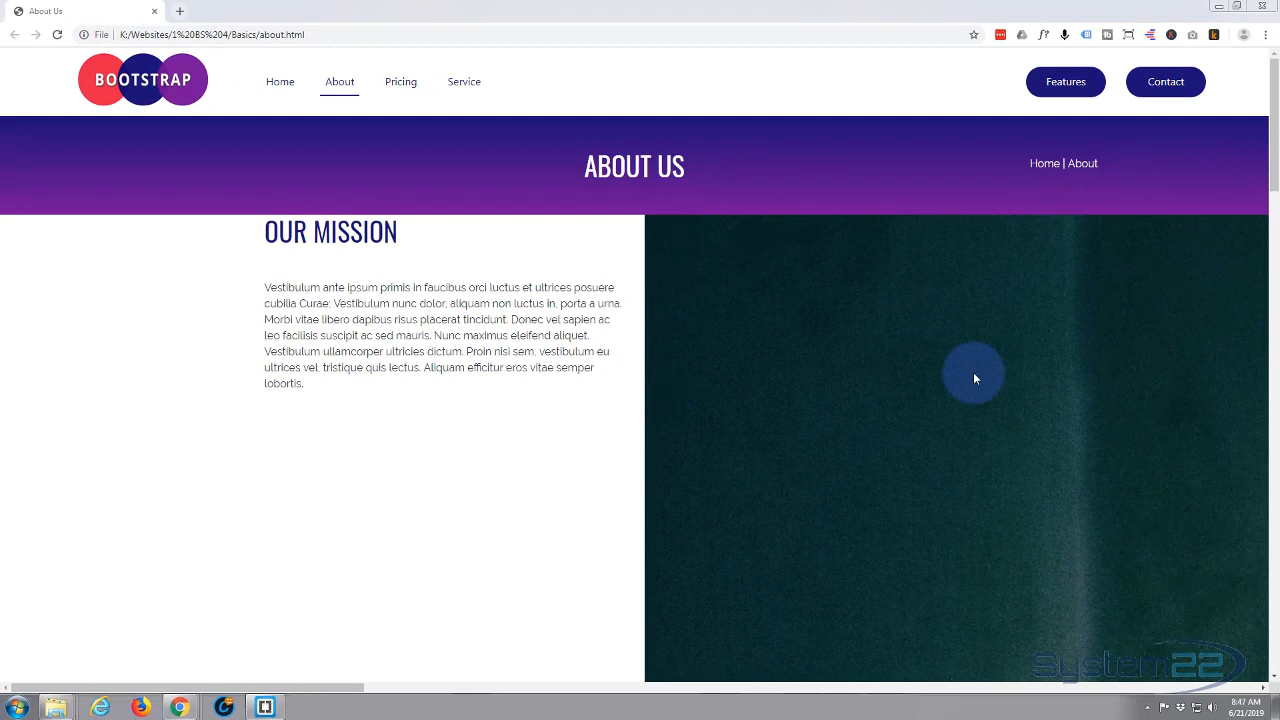 About Us
File
K:/Websites/1%20BS%204/Basics/about.html
BOOTSTRAP
Home
About
Pricing
Service
Features
Contact
ABOUT US
Home | About
OUR MISSION
Vestibulum ante ipsum primis in faucibus orci luctus et ultrices posuere
cubilia Curae; Vestibulum nunc dolor, aliquam non luctus in, porta a urna.
Morbi vitae libero dapibus risus placerat tincidunt. Donec vel sapien ac
leo facilisis suscipit ac sed mauris. Nunc maximus eleifend aliquet.
Vestibulum ullamcorper ultricies dictum. Proin nisi sem, vestibulum eu
ultrices vel, tristique quis lectus. Aliquam efficitur eros vitae semper
lobortis.
System22
8:47 AM
6/21/2019